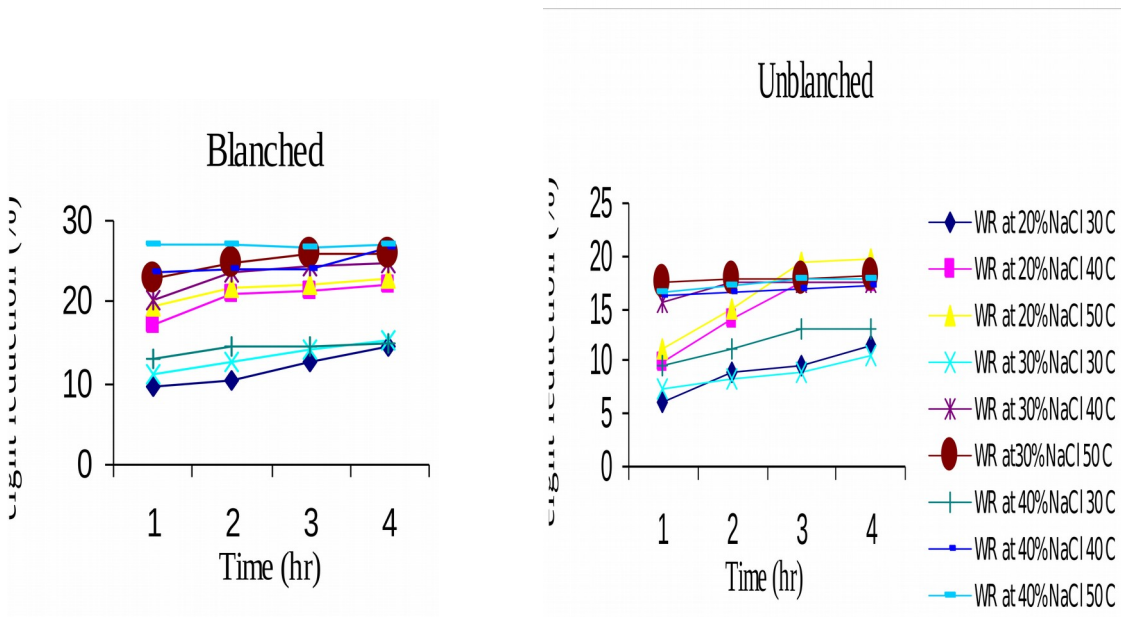 Blanched
30
20
10
0
1 2 3 4
Time (hr)
Unblanched
25
20
15
10
5
0
1 2 3 4
Time (hr)
WR at 20%NaCl 30 C
WR at 20%NaCl 40 C
WR at 20%NaCl 50 C
WR at 30%NaCl 30 C
WR at 30%NaCl 40 C
WR at30%NaCl 50 C
WR at 40%NaCl 30 C
WR at 40%NaCl 40 C
WR at 40%NaCl 50 C